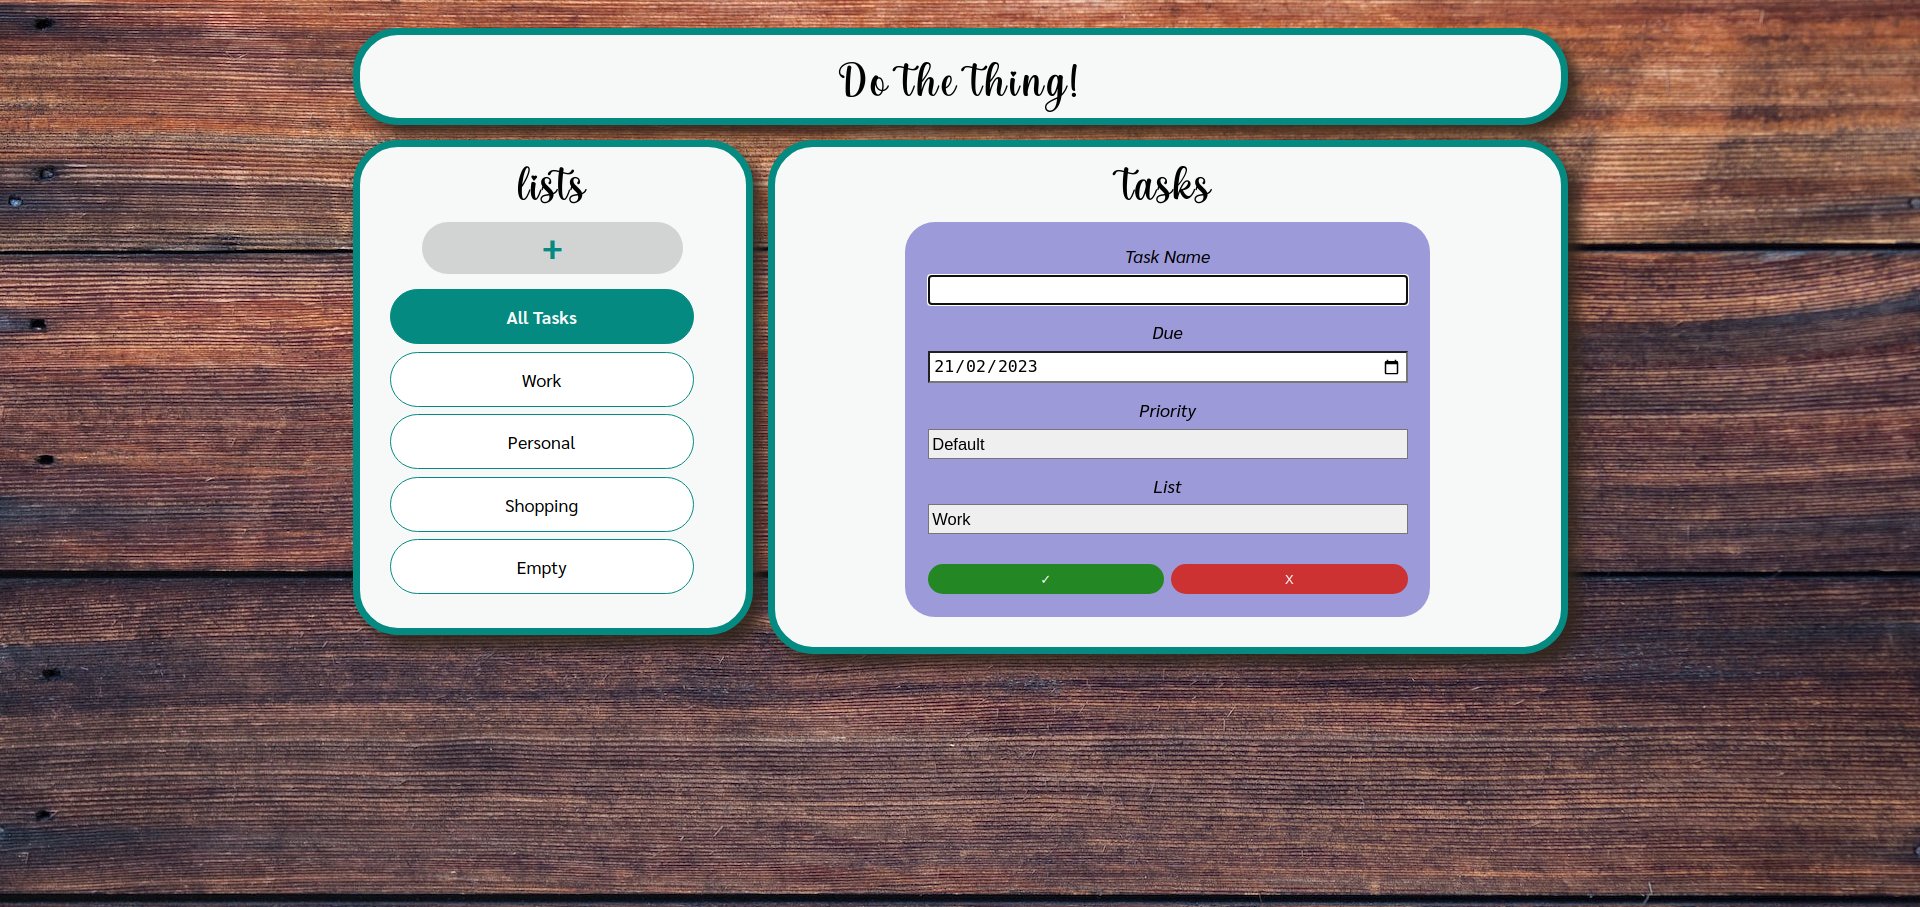 Do the thing!
lists
+
All Tasks
Work
Personal
Shopping
Empty
tasks
Task Name
Due
21/02/2023
Priority
Default
List
Work
✓ X